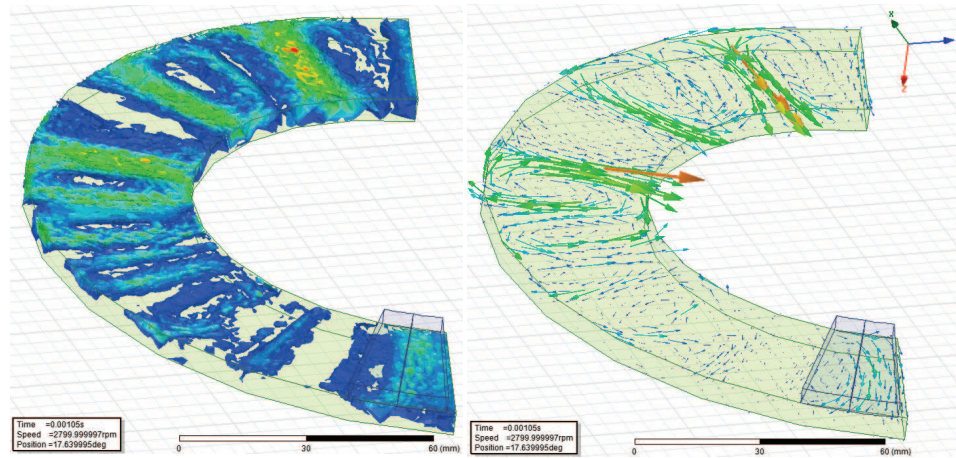 X
Z
Time =0.00105s
Speed =2799.999997rpm
Position =17.639995deg
0 30 60 (mm)
Time =0.00105s
Speed =2799.999997rpm
Position =17.639995deg
0 30 60 (mm)